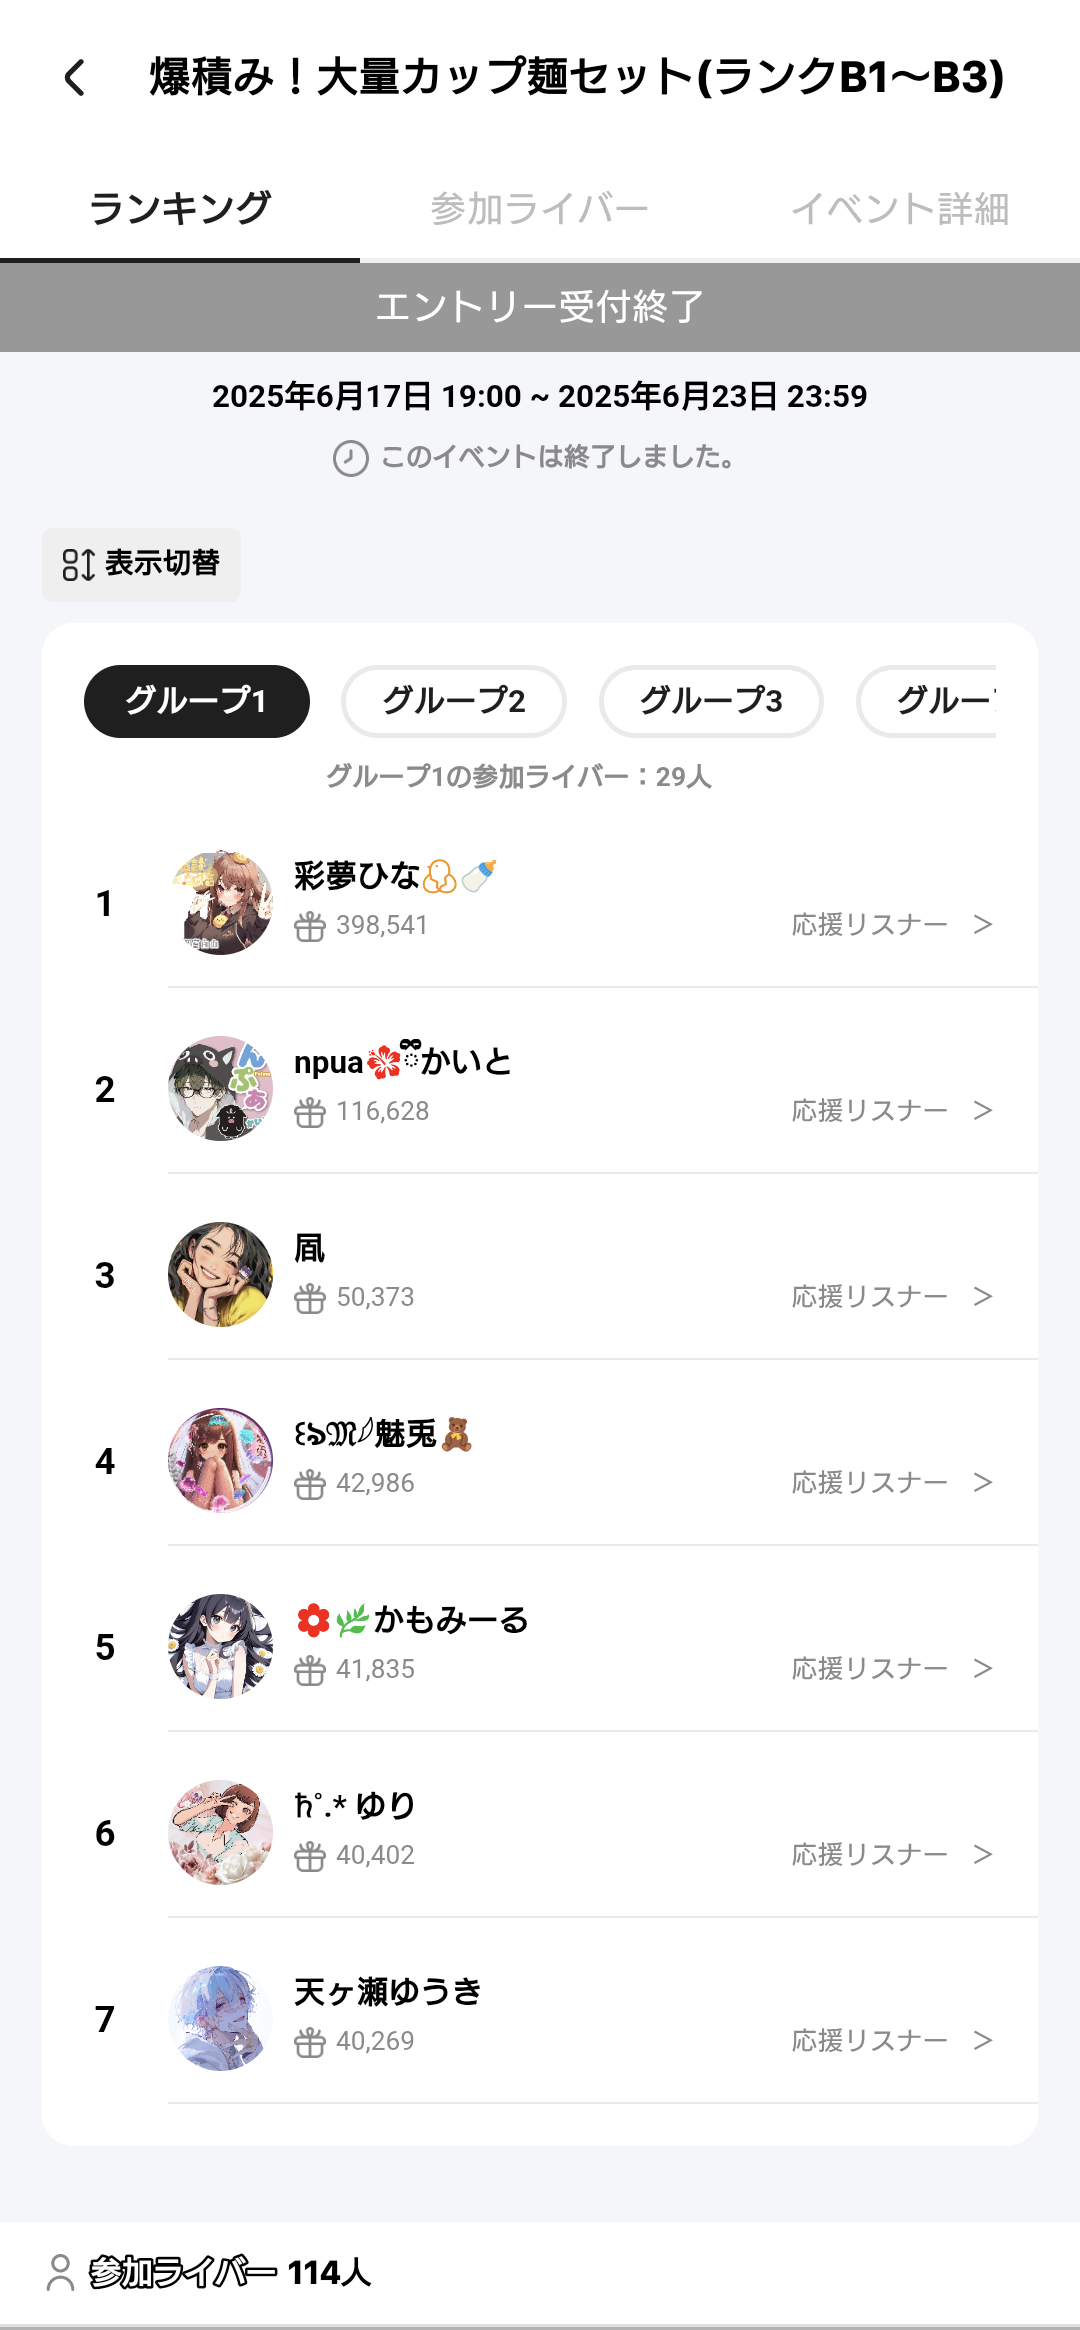 爆積み！大量カップ麺セット(ランクB1〜B3)
ランキング 参加ライバー イベント詳細
エントリー受付終了
2025年6月17日 19:00 ~ 2025年6月23日 23:59
このイベントは終了しました。
表示切替
グループ1 グループ2 グループ3 グルー
グループ1の参加ライバー：29人
1 彩夢ひな🍼
398,541 応援リスナー >
2 npua🌺かいと
116,628 応援リスナー >
3
50,373 応援リスナー >
4 魅兎🧸
42,986 応援リスナー >
5 🌿かもみーる
41,835 応援リスナー >
6 ゆり
40,402 応援リスナー >
7 天ヶ瀬ゆうき
40,269 応援リスナー >
参加ライバー 114人